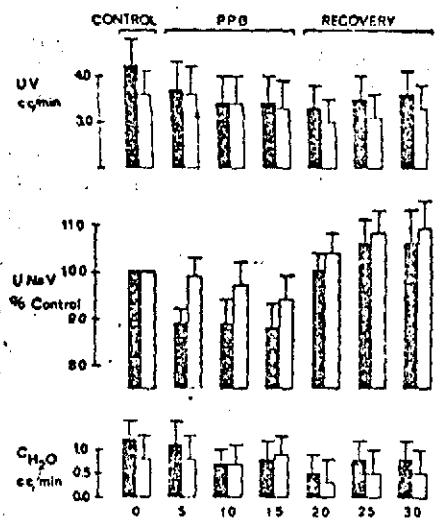 CONTROL PPB RECOVERY
UV
cc/min
4.0
3.0
UNaV
% Control
110
100
90
80
C H2O
cc/min
1.0
0.5
0.0
0 5 10 15 20 25 30